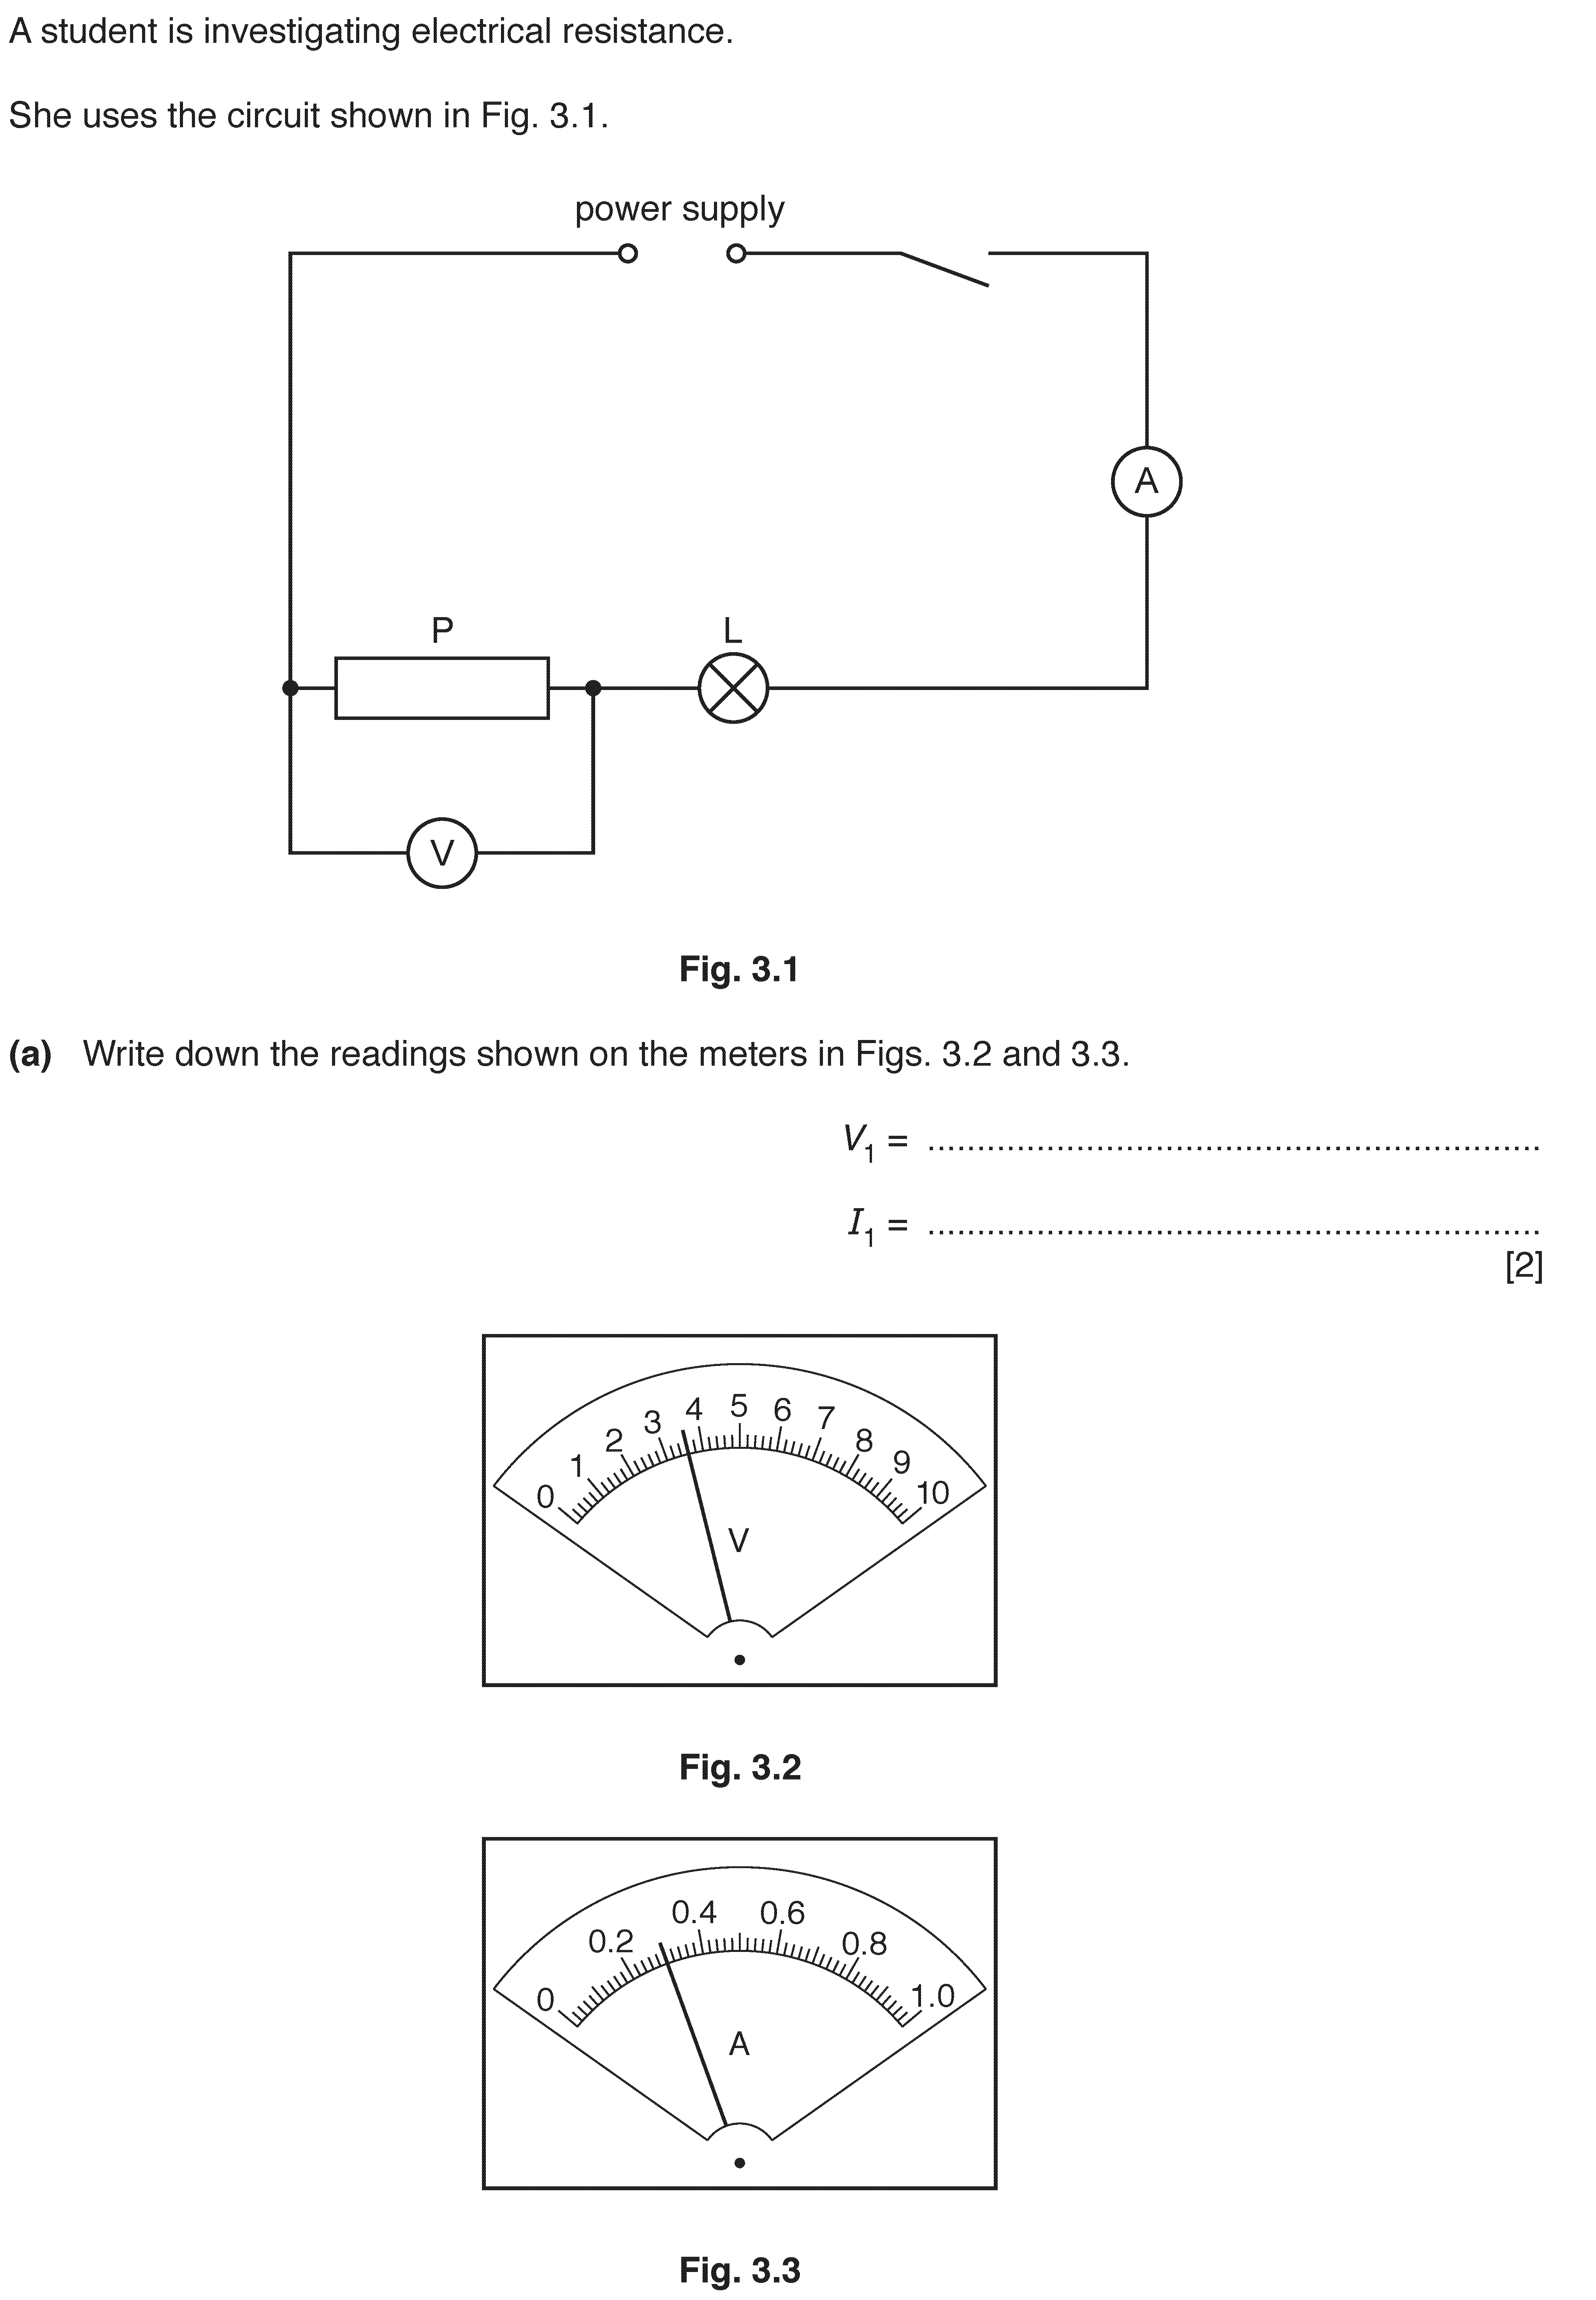 A student is investigating electrical resistance.
She uses the circuit shown in Fig. 3.1.
power supply
A
P
L
V
Fig. 3.1
(a) Write down the readings shown on the meters in Figs. 3.2 and 3.3.
V1 = ..............................................................
I1 = ..............................................................
[2]
0 1 2 3 4 5 6 7 8 9 10
V
Fig. 3.2
0 0.2 0.4 0.6 0.8 1.0
A
Fig. 3.3